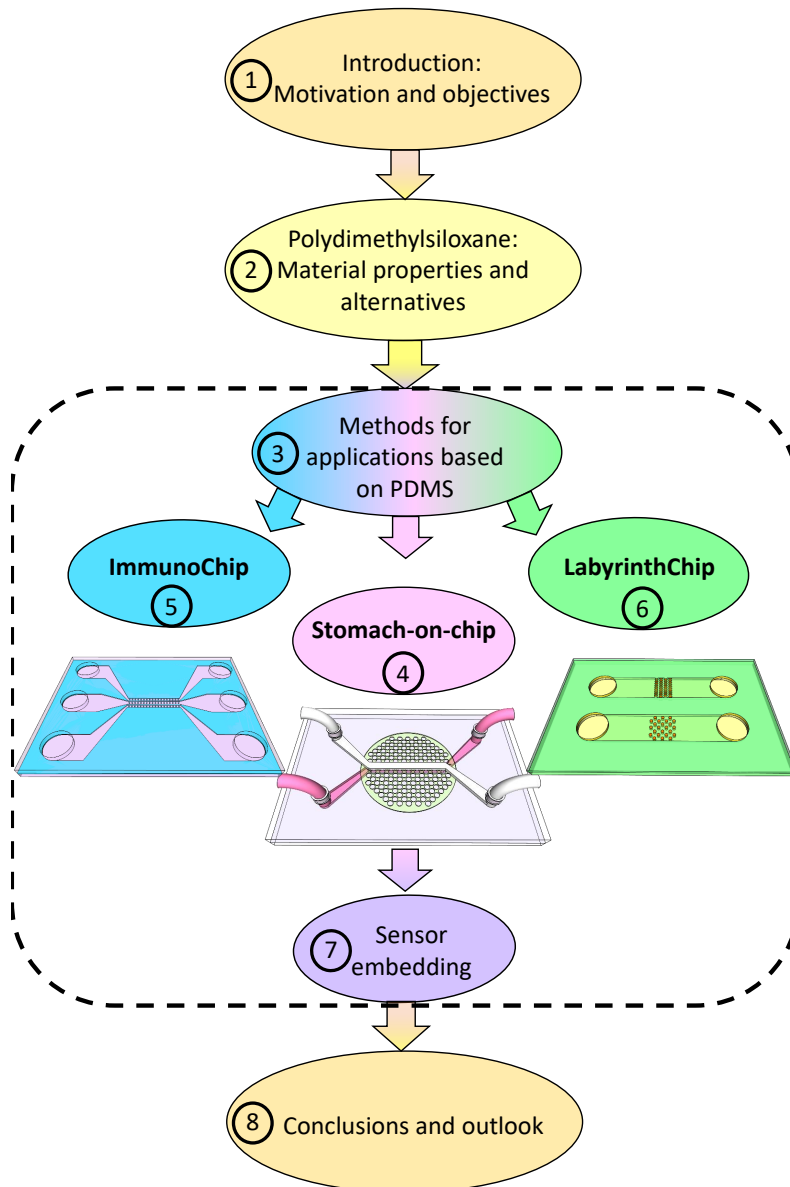 1
Introduction:
Motivation and objectives
2
Polydimethylsiloxane:
Material properties and
alternatives
3
Methods for
applications based
on PDMS
ImmunoChip
5
Stomach-on-chip
4
LabyrinthChip
6
7
Sensor
embedding
8
Conclusions and outlook